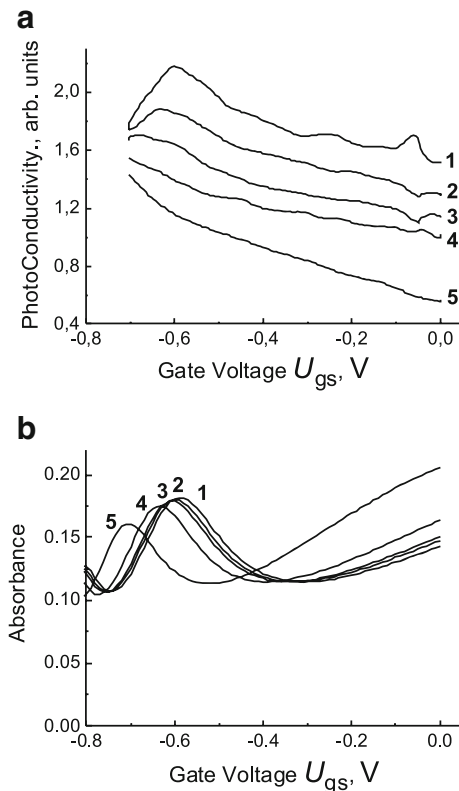 a
PhotoConductivity., arb. units
2,0
1,6
1,2
0,8
0,4
1
2
3
4
5
-0,8 -0,6 -0,4 -0,2 0,0
Gate Voltage Ugs, V
b
Absorbance
0.20
0.15
0.10
0.05
0.00
5 4 3 2 1
-0.8 -0.6 -0.4 -0.2 0.0
Gate Voltage Ugs, V